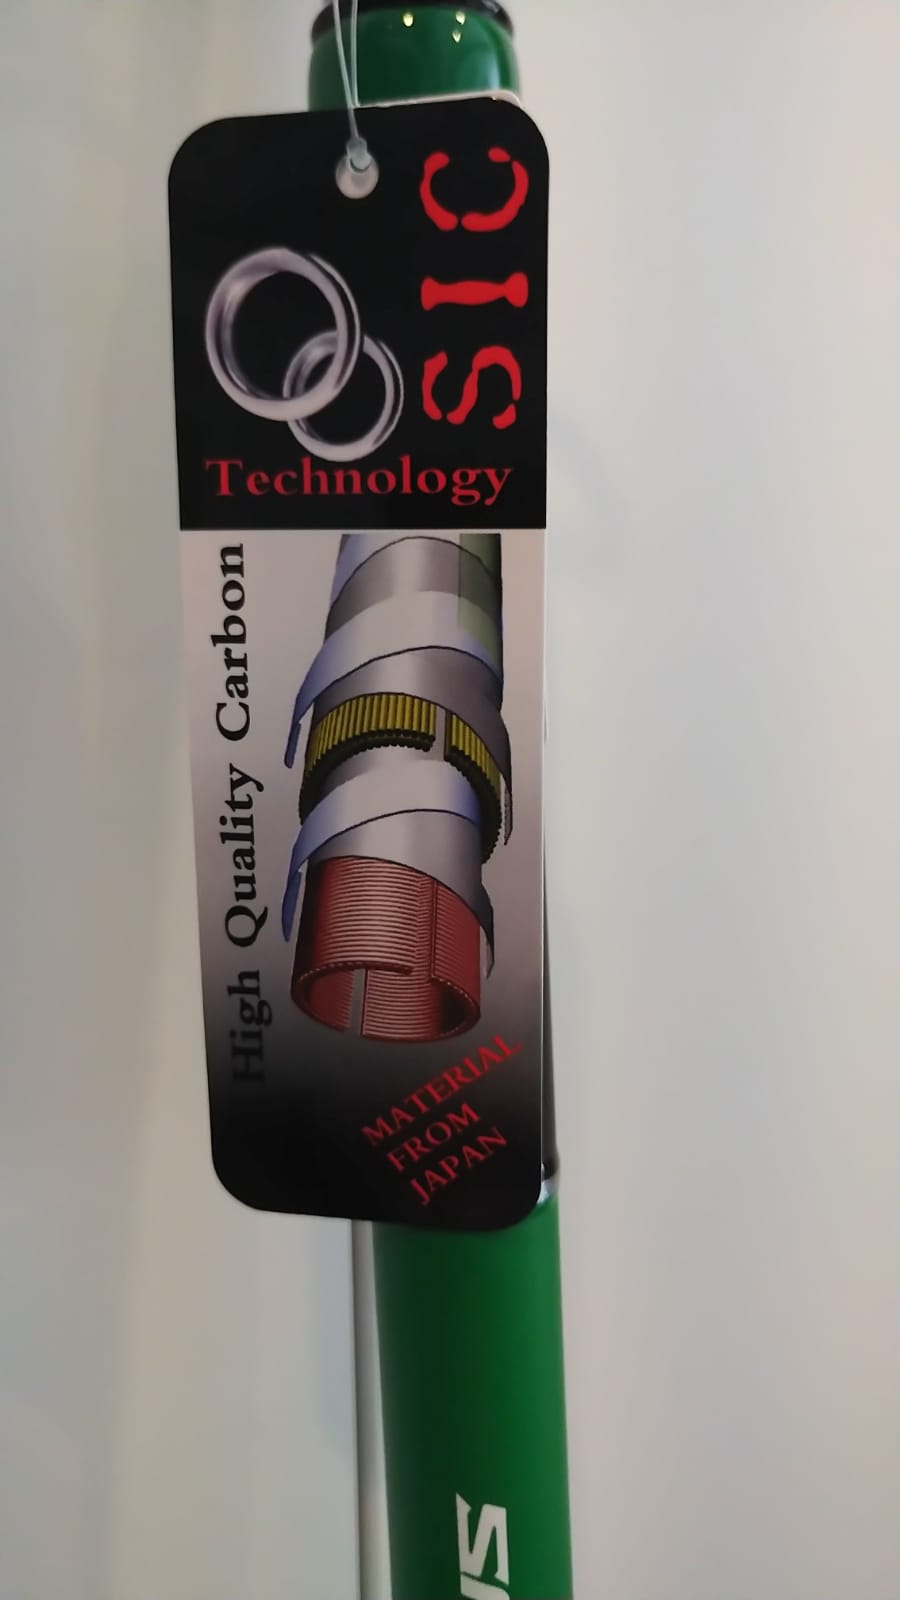 SIC
Technology
High Quality Carbon
MATERIAL
FROM
JAPAN